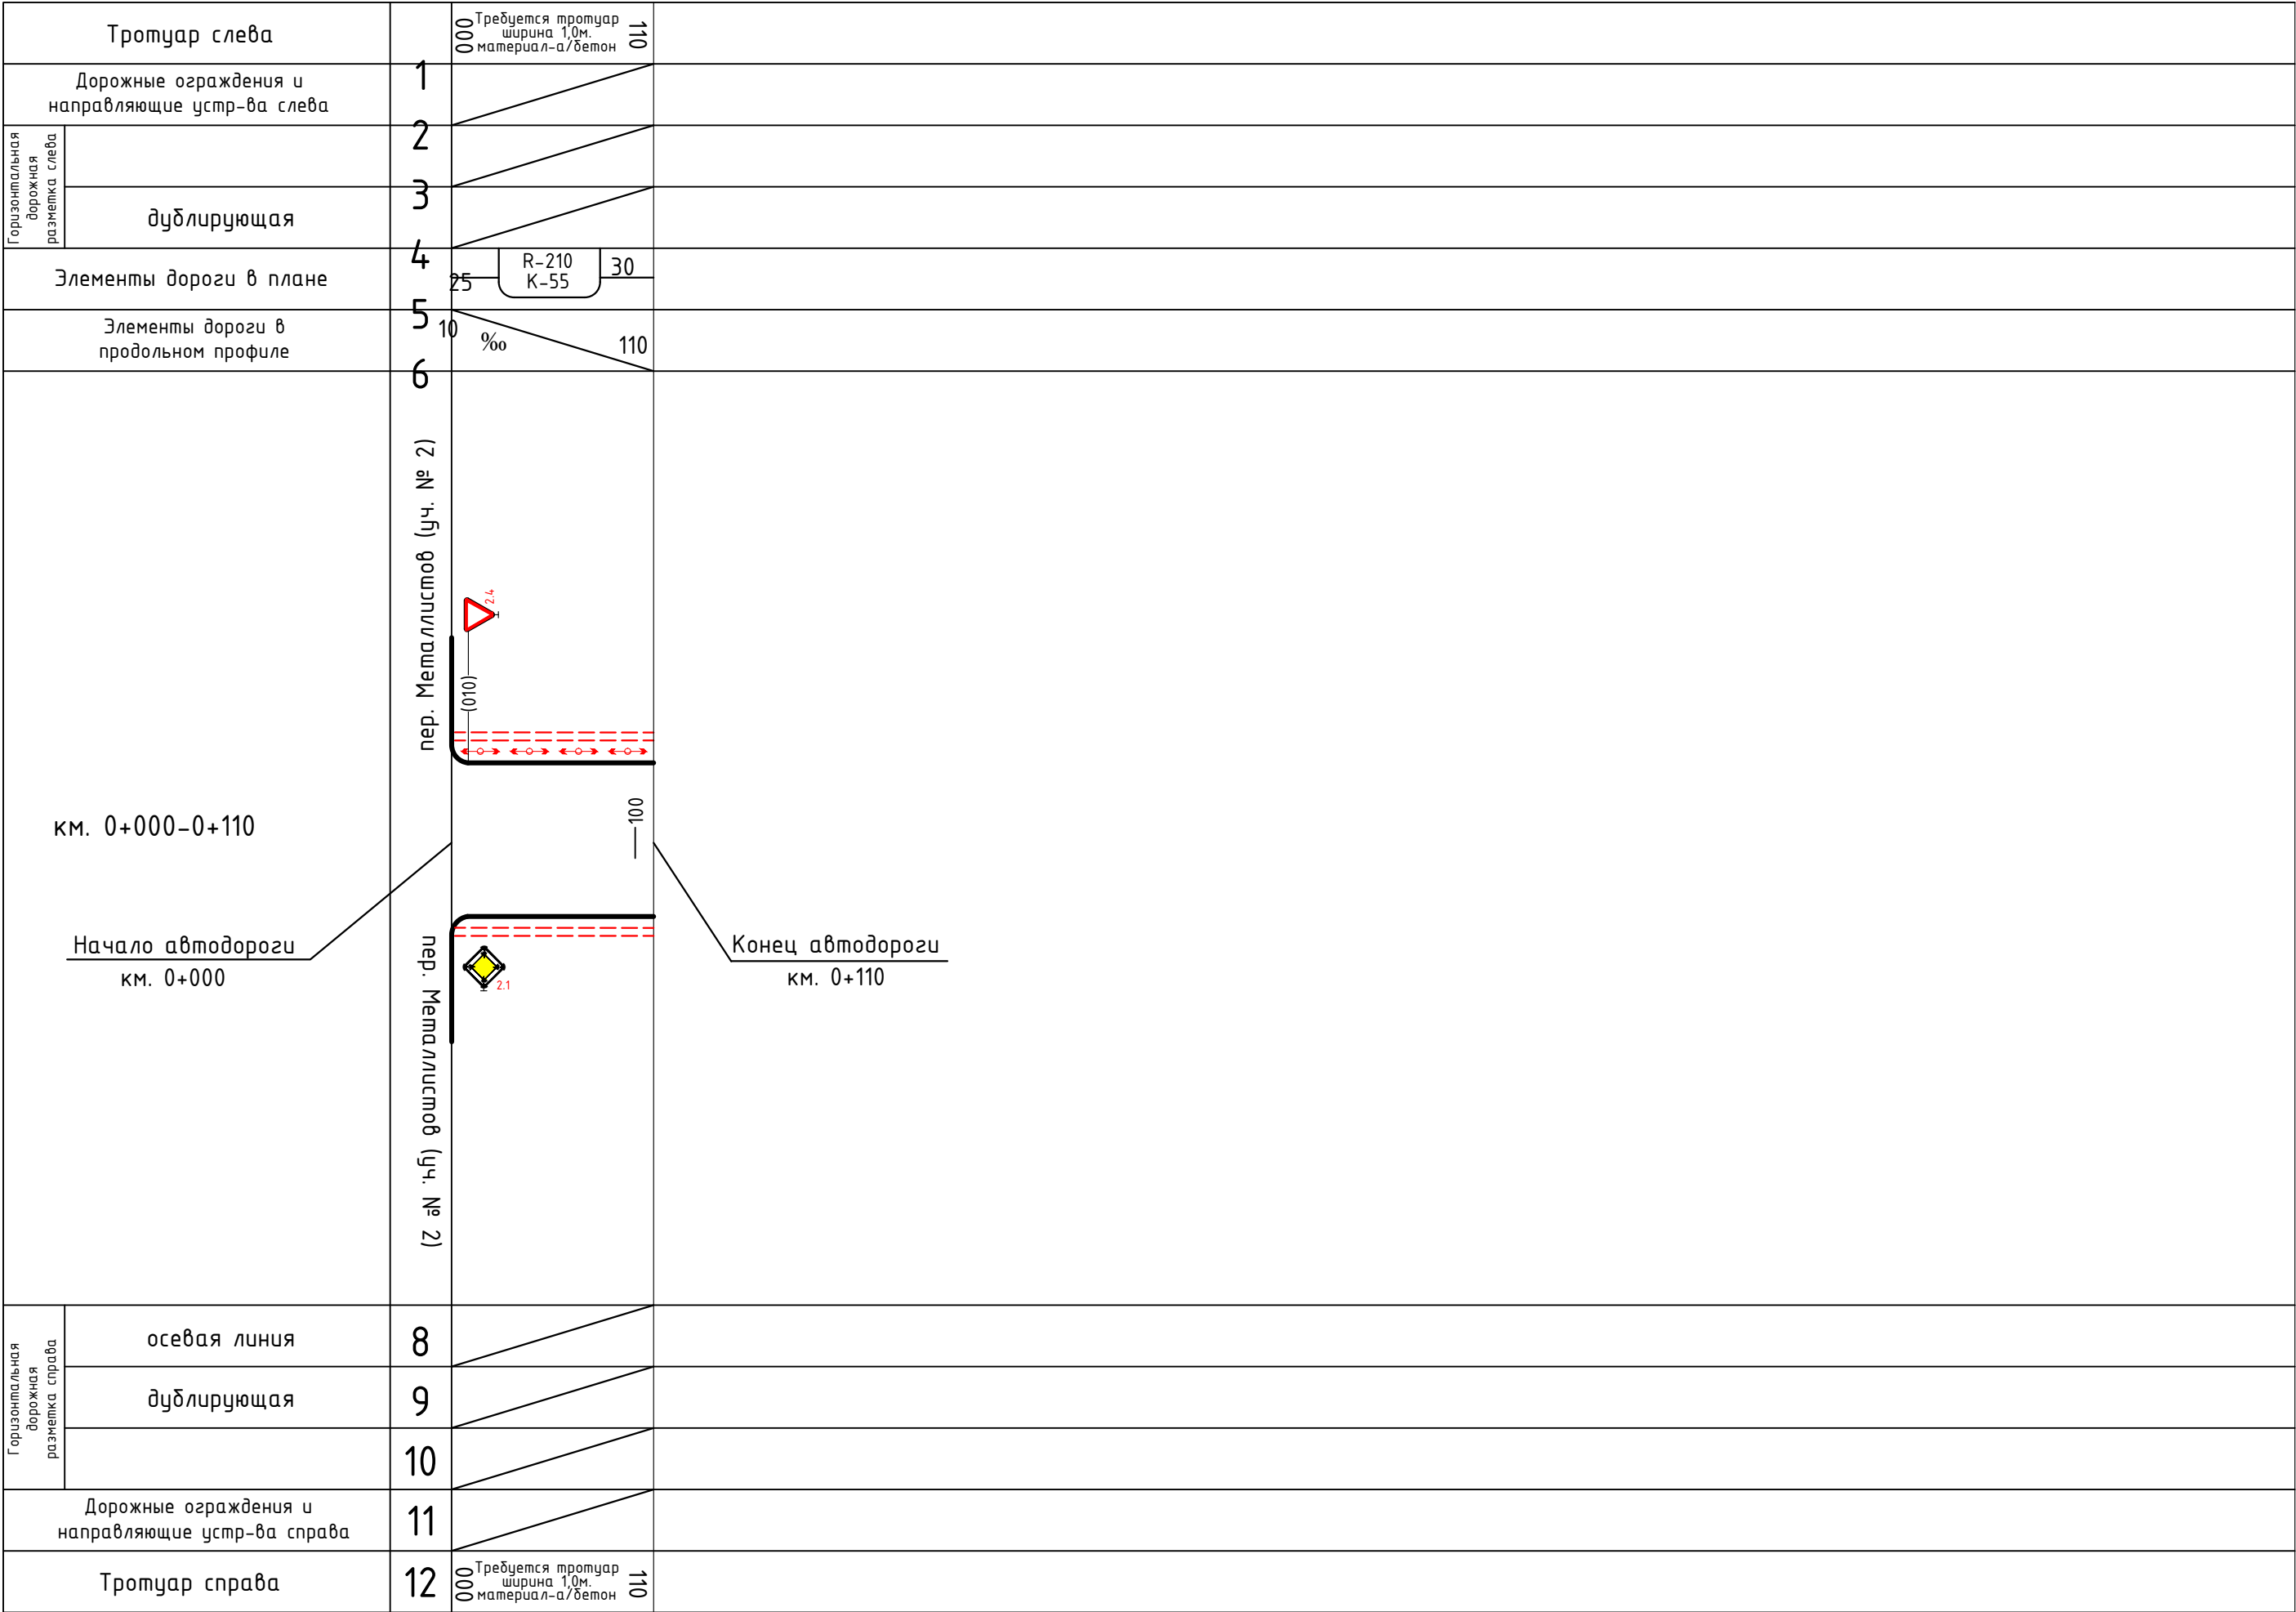 Тротуар слева
000
Требуется тротуар
ширина 1,0м.
материал-а/бетон
110
1
Дорожные ограждения и
направляющие устр-ва слева
2
Горизонтальная
дорожная
разметка слева
3
дублирующая
4
Элементы дороги в плане
25
R-210
K-55
30
5
Элементы дороги в
продольном профиле
10
‰
110
6
пер. Металлистов (уч. № 2)
2.4
(010)
км. 0+000-0+110
100
Начало автодороги
км. 0+000
Конец автодороги
км. 0+110
2.1
пер. Металлистов (уч. № 2)
Горизонтальная
дорожная
разметка справа
осевая линия
8
дублирующая
9
10
Дорожные ограждения и
направляющие устр-ва справа
11
Тротуар справа
12
000
Требуется тротуар
ширина 1,0м.
материал-а/бетон
110